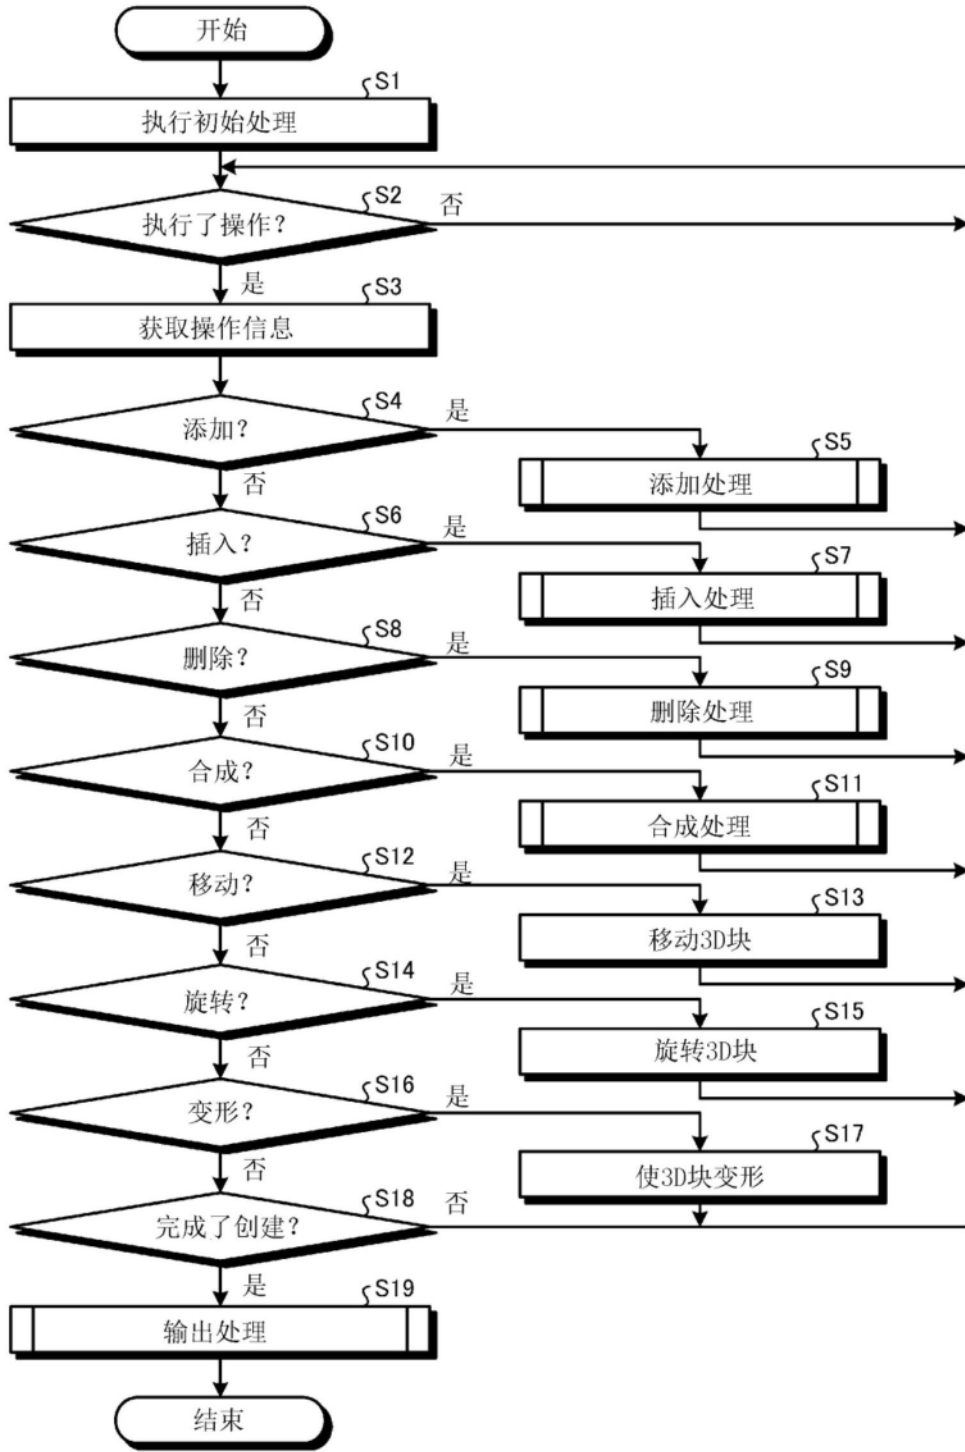 开始
S1
执行初始处理
S2
执行了操作？
否
是
S3
获取操作信息
S4
添加？
是
S5
添加处理
否
S6
插入？
是
S7
插入处理
否
S8
删除？
是
S9
删除处理
否
S10
合成？
是
S11
合成处理
否
S12
移动？
是
S13
移动3D块
否
S14
旋转？
是
S15
旋转3D块
否
S16
变形？
是
S17
使3D块变形
否
S18
完成了创建？
否
是
S19
输出处理
结束